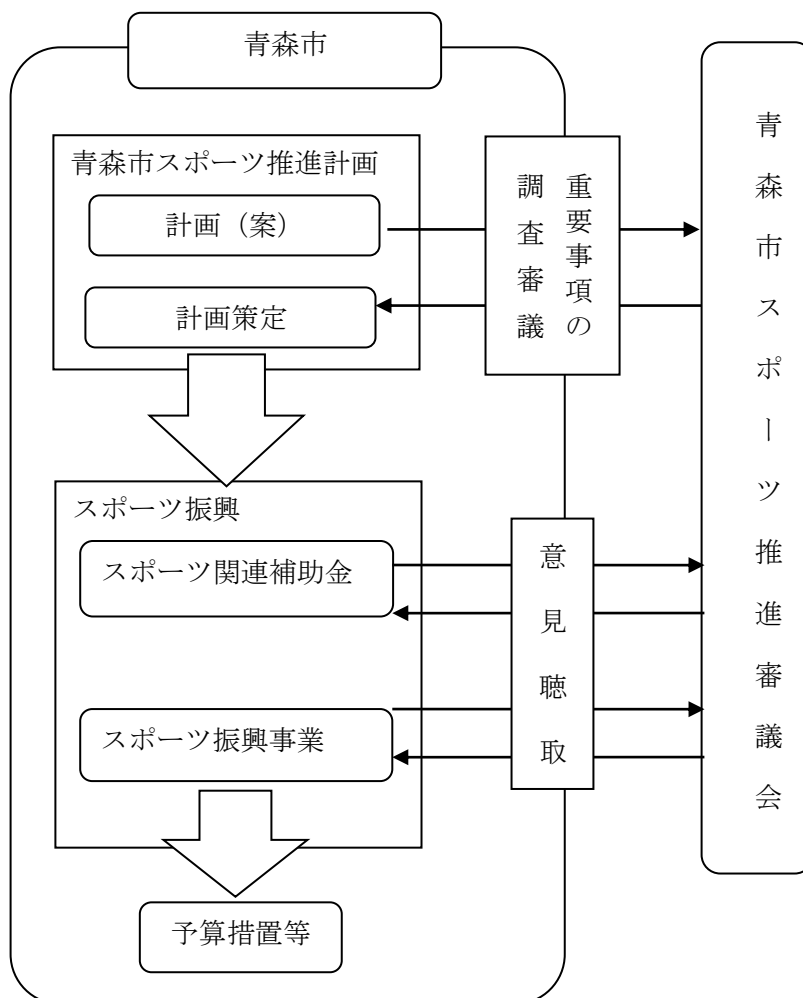 青森市
青森市スポーツ推進計画
計画（案）
計画策定
重要事項の
調査審議
スポーツ振興
スポーツ関連補助金
スポーツ振興事業
意見聴取
予算措置等
青森市スポーツ推進審議会